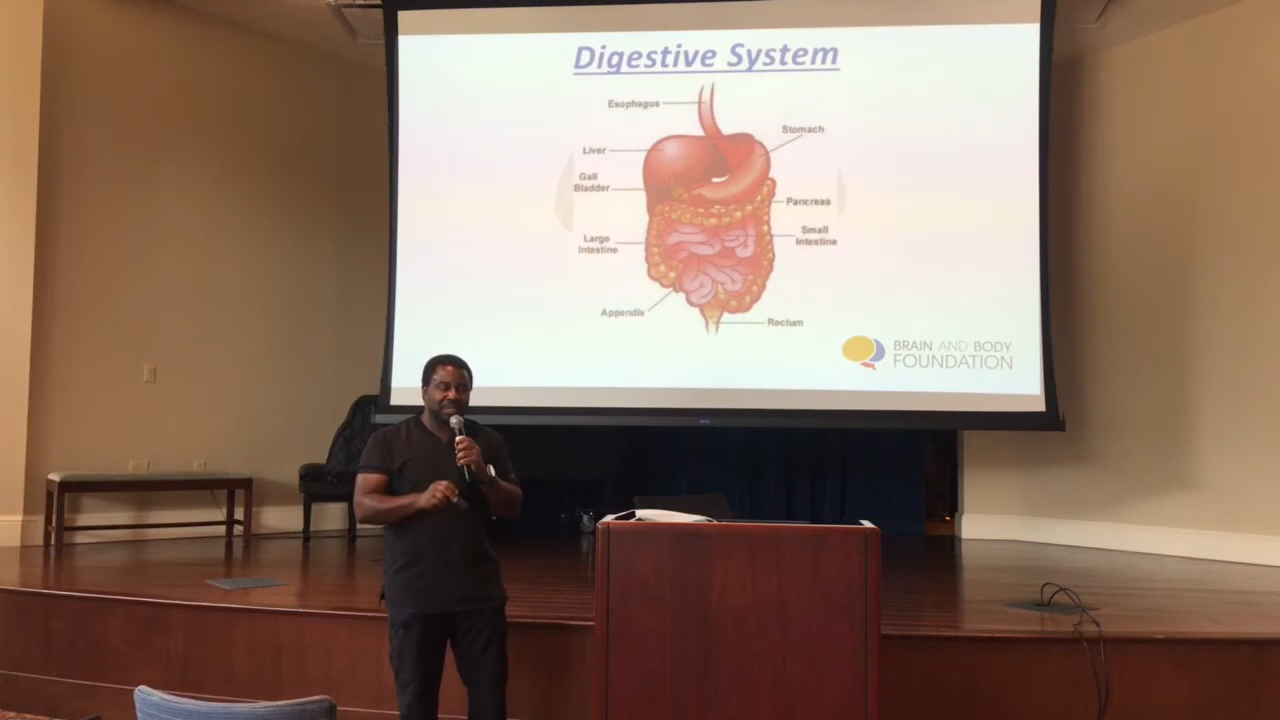 Digestive System
Esophagus
Stomach
Liver
Gall
Bladder
Pancreas
Small
Intestine
Large
Intestine
Appendix
Rectum
BRAIN AND BODY
FOUNDATION